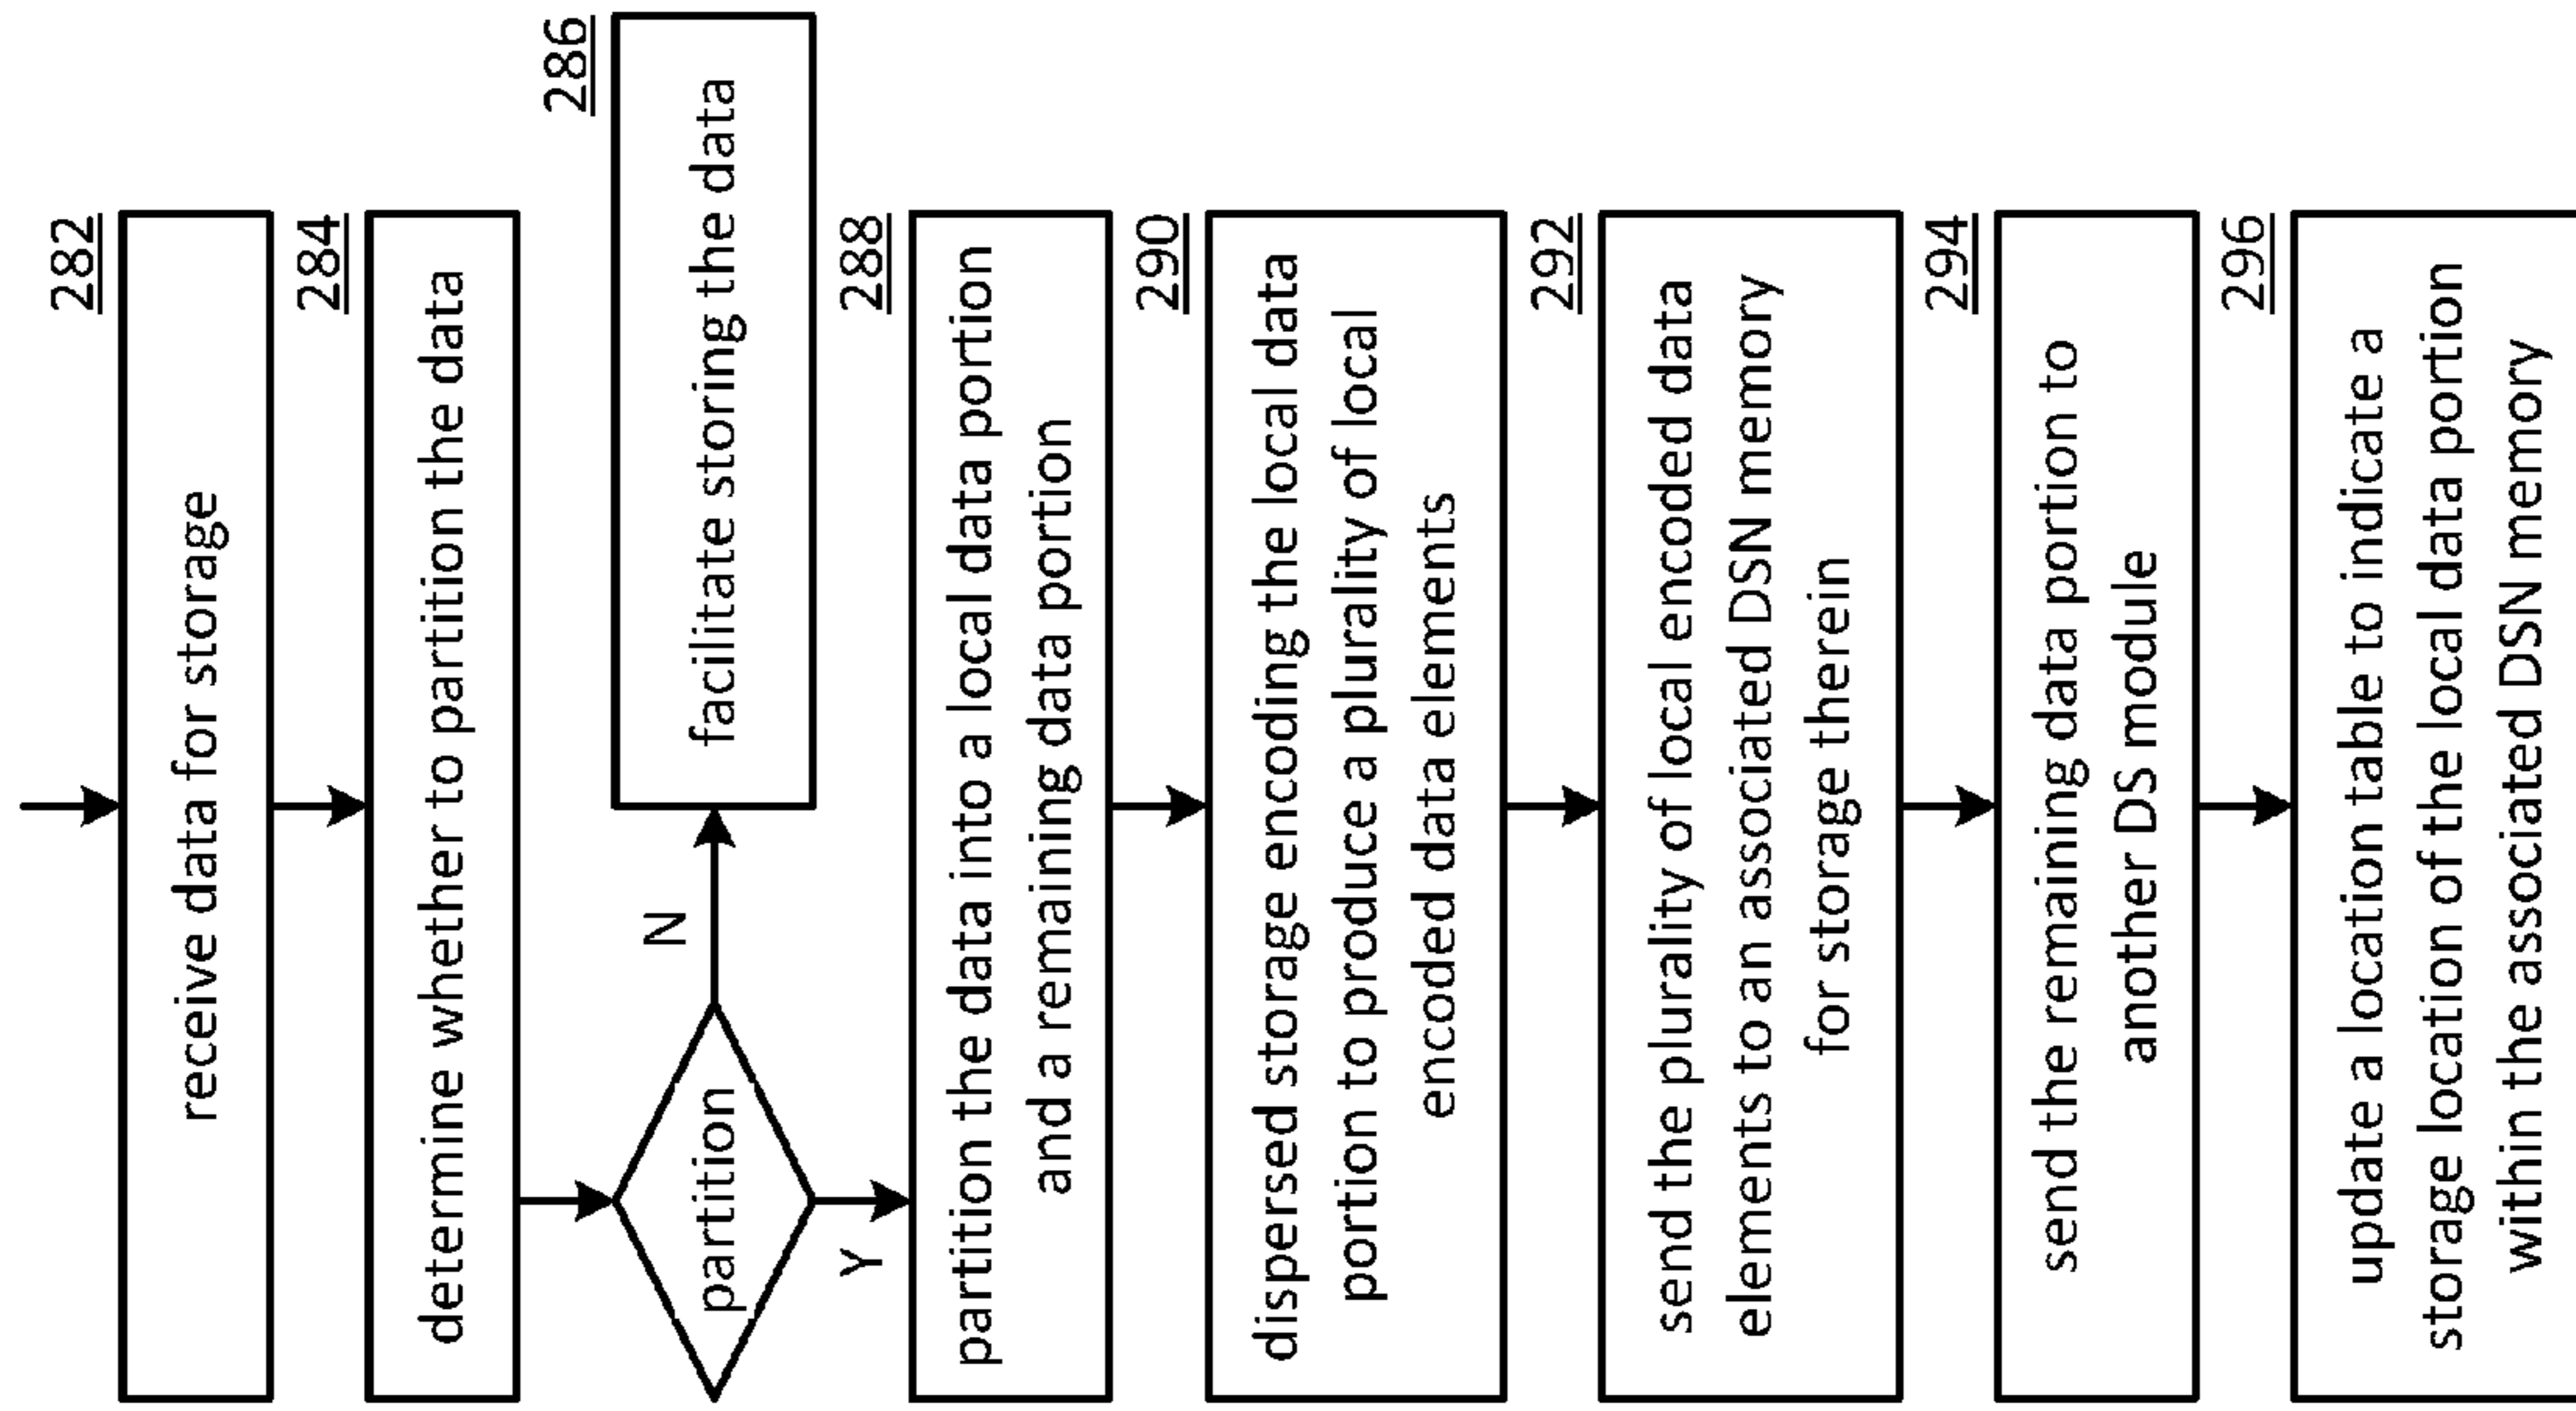 282
receive data for storage
284
determine whether to partition the data
partition
N
Y
286
facilitate storing the data
288
partition the data into a local data portion
and a remaining data portion
290
dispersed storage encoding the local data
portion to produce a plurality of local
encoded data elements
292
send the plurality of local encoded data
elements to an associated DSN memory
for storage therein
294
send the remaining data portion to
another DS module
296
update a location table to indicate a
storage location of the local data portion
within the associated DSN memory